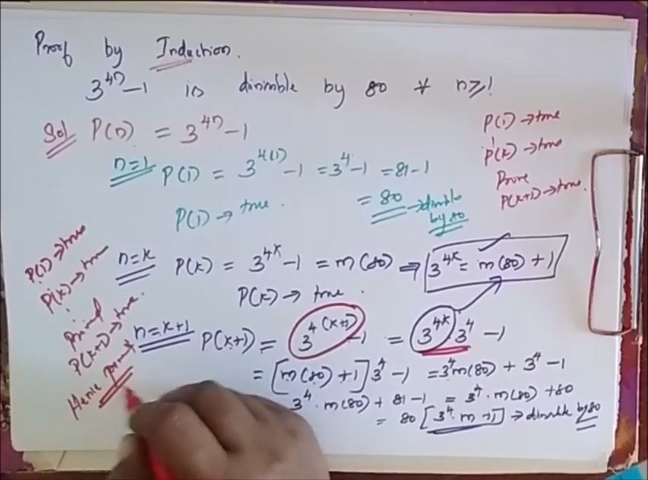 Proof by Induction.
3^{4n}-1 is divisible by 80 ∀ n≥1
Sol P(n) = 3^{4n}-1
n=1 P(1) = 3^{4(1)}-1 = 3^4-1 = 81-1
= 80 → divisible by 80
P(1) → true.
P(1) → true
P(k) → true
Prove
P(k+1) → true.
n=k P(k) = 3^{4k}-1 = m(80) ⇒ 3^{4k} = m(80)+1
P(k) → true.
n=k+1 P(k+1) = 3^{4(k+1)}-1 = 3^{4k} 3^4 -1
= [m(80)+1] 3^4 -1 = 3^4 m(80) + 3^4 -1
3^4 · m(80) + 81-1 = 3^4 · m(80) + 80
= 80 [3^4 · m+1] → divisible by 80
P(1) → true
P(k) → true
P(k+1) → true.
Hence proved